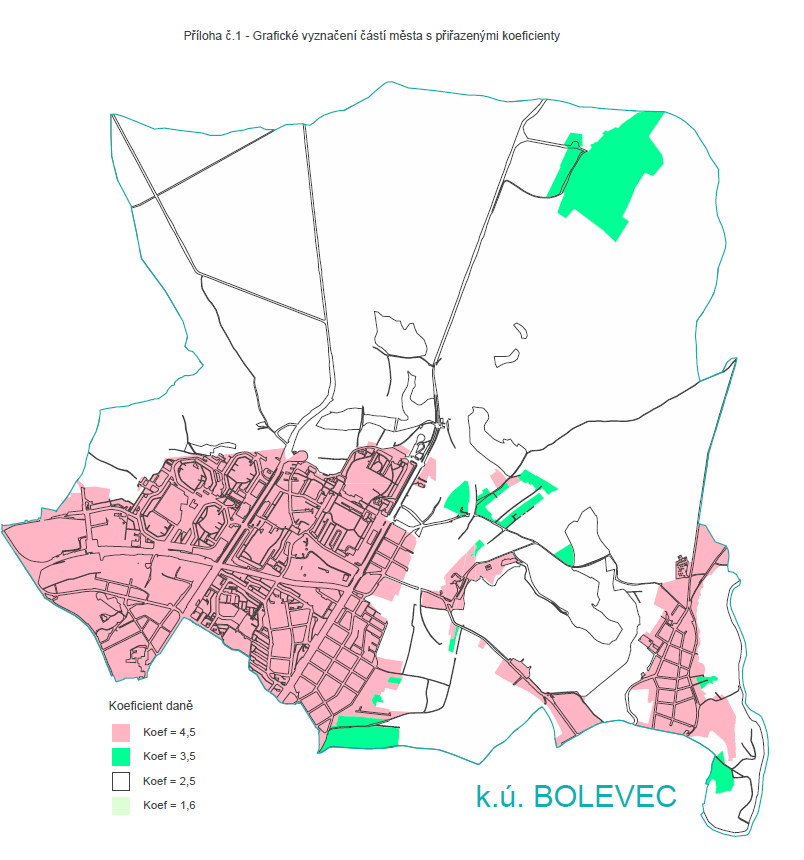 Příloha č.1 - Grafické vyznačení částí města s přiřazenými koeficienty
Koeficient daně
Koef = 4,5
Koef = 3,5
Koef = 2,5
Koef = 1,6
k.ú. BOLEVEC